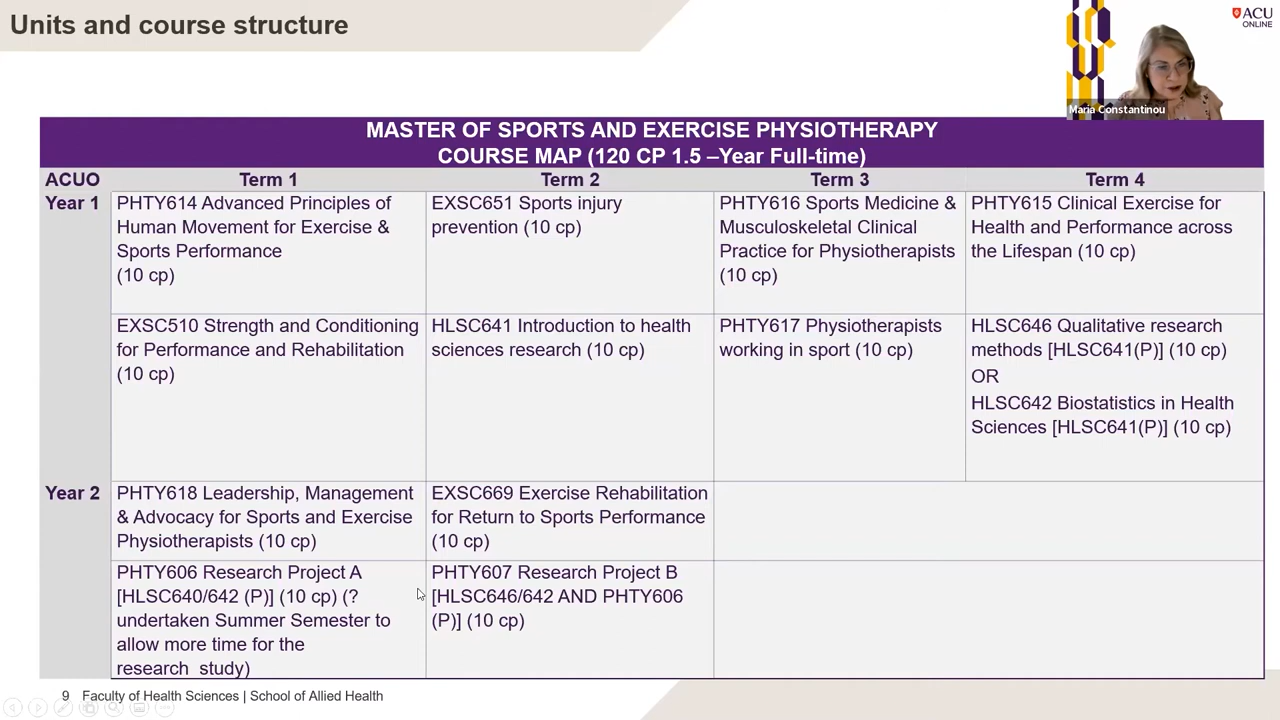 Units and course structure
ACU
ONLINE
Maria Constantinou
MASTER OF SPORTS AND EXERCISE PHYSIOTHERAPY
COURSE MAP (120 CP 1.5 –Year Full-time)
ACUO Term 1 Term 2 Term 3 Term 4
Year 1
PHTY614 Advanced Principles of
Human Movement for Exercise &
Sports Performance
(10 cp)
EXSC651 Sports injury
prevention (10 cp)
PHTY616 Sports Medicine &
Musculoskeletal Clinical
Practice for Physiotherapists
(10 cp)
PHTY615 Clinical Exercise for
Health and Performance across
the Lifespan (10 cp)
EXSC510 Strength and Conditioning
for Performance and Rehabilitation
(10 cp)
HLSC641 Introduction to health
sciences research (10 cp)
PHTY617 Physiotherapists
working in sport (10 cp)
HLSC646 Qualitative research
methods [HLSC641(P)] (10 cp)
OR
HLSC642 Biostatistics in Health
Sciences [HLSC641(P)] (10 cp)
Year 2
PHTY618 Leadership, Management
& Advocacy for Sports and Exercise
Physiotherapists (10 cp)
EXSC669 Exercise Rehabilitation
for Return to Sports Performance
(10 cp)
PHTY606 Research Project A
[HLSC640/642 (P)] (10 cp) (?
undertaken Summer Semester to
allow more time for the
research study)
PHTY607 Research Project B
[HLSC646/642 AND PHTY606
(P)] (10 cp)
9 Faculty of Health Sciences | School of Allied Health